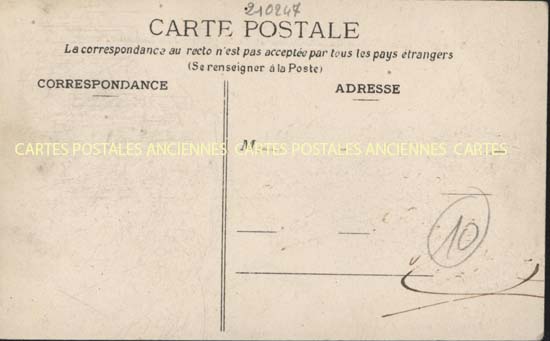 210247
CARTE POSTALE
La correspondance au recto n'est pas acceptée par tous les pays étrangers
(Se renseigner à la Poste)
CORRESPONDANCE
ADRESSE
M
CARTES POSTALES ANCIENNES CARTES POSTALES ANCIENNES CARTES
10